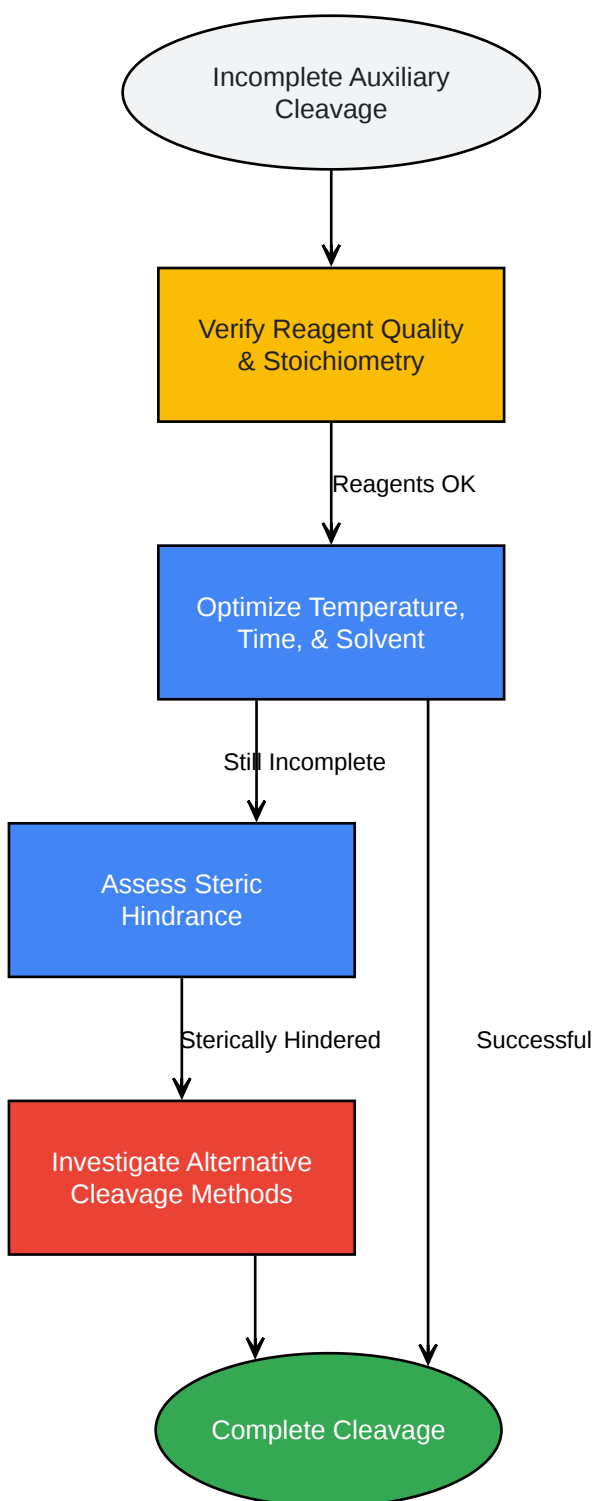 Incomplete Auxiliary
Cleavage
Verify Reagent Quality
& Stoichiometry
Reagents OK
Optimize Temperature,
Time, & Solvent
Still Incomplete
Assess Steric
Hindrance
Sterically Hindered
Successful
Investigate Alternative
Cleavage Methods
Complete Cleavage